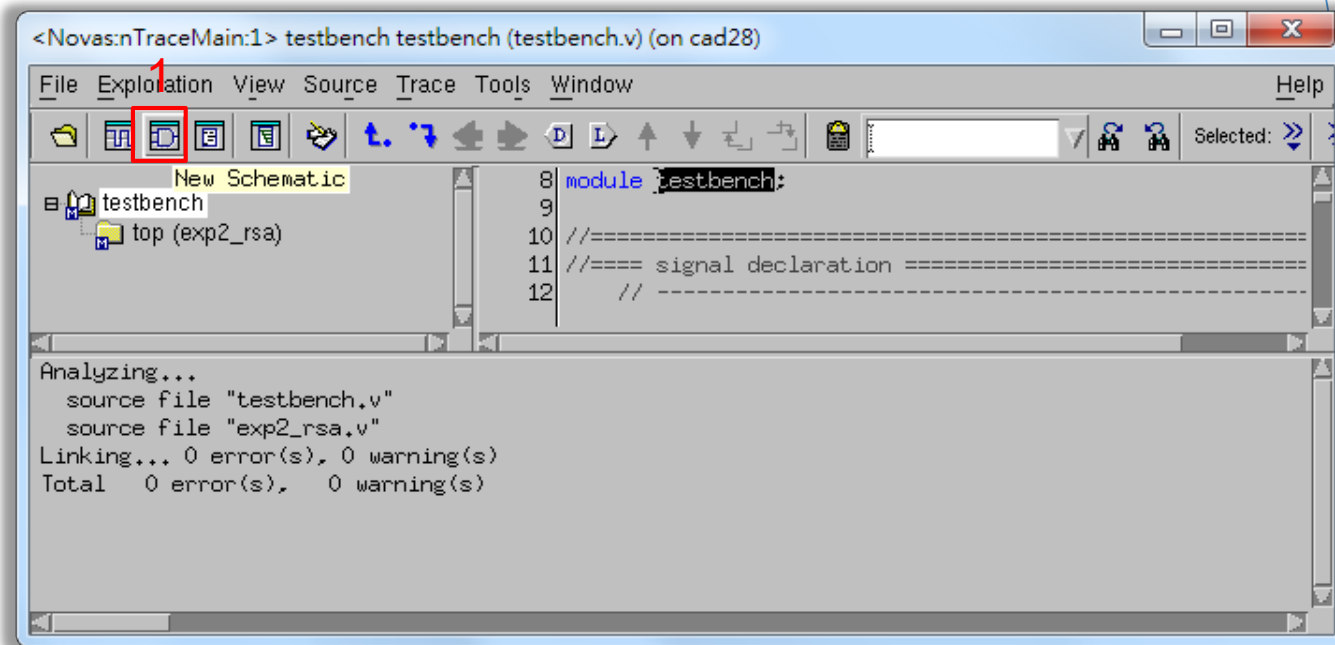 <Novas:nTraceMain:1> testbench testbench (testbench.v) (on cad28)
File Exploration View Source Trace Tools Window Help
1
D L Selected:
New Schematic
testbench
top (exp2_rsa)
8 module testbench;
9
10 //=======================================================
11 //==== signal declaration ===============================
12 // --------------------------------------------------
Analyzing...
source file "testbench.v"
source file "exp2_rsa.v"
Linking... 0 error(s), 0 warning(s)
Total 0 error(s), 0 warning(s)